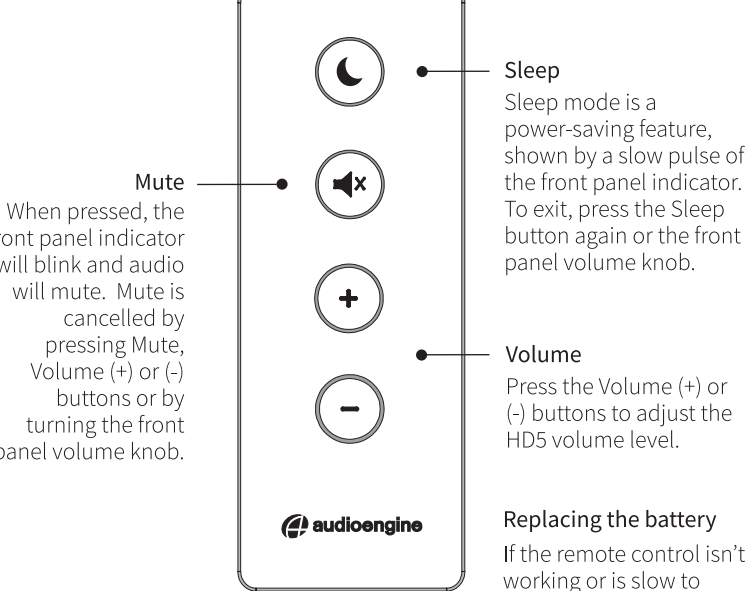 Sleep
Sleep mode is a
power-saving feature,
shown by a slow pulse of
the front panel indicator.
To exit, press the Sleep
button again or the front
panel volume knob.
Mute
When pressed, the
ront panel indicator
will blink and audio
will mute.  Mute is
cancelled by
pressing Mute,
Volume (+) or (-)
buttons or by
turning the front
panel volume knob.
Volume
Press the Volume (+) or
(-) buttons to adjust the
HD5 volume level.
audioengine
Replacing the battery
If the remote control isn’t
working or is slow to